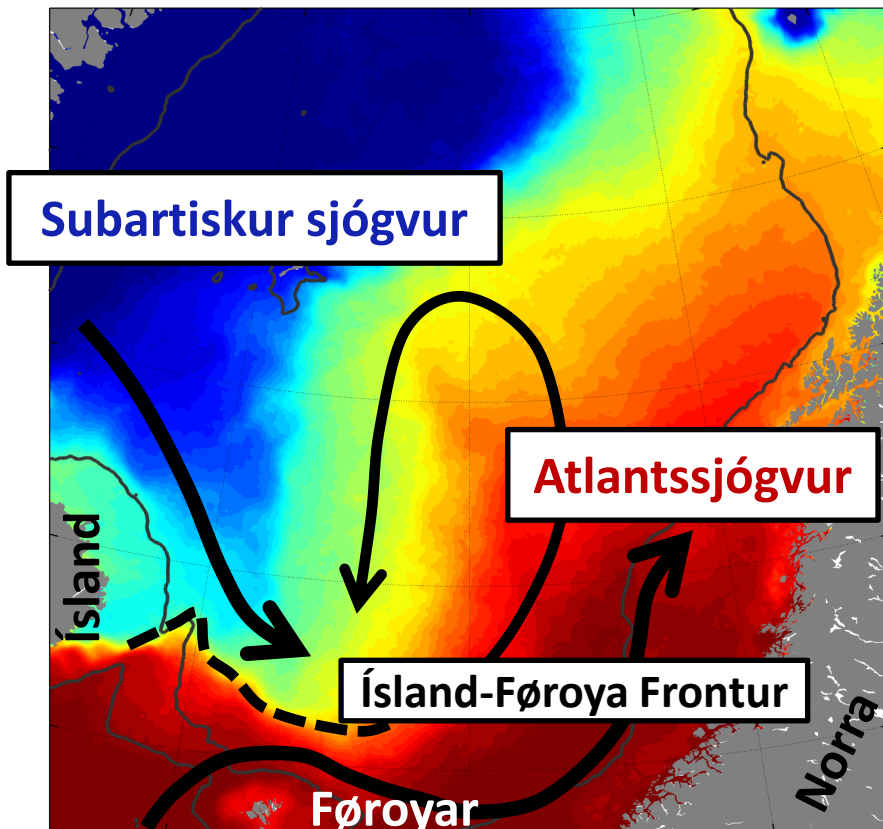 Subartiskur sjógvur
Atlantssjógvur
Ísland
Ísland-Føroya Frontur
Norra
Føroyar